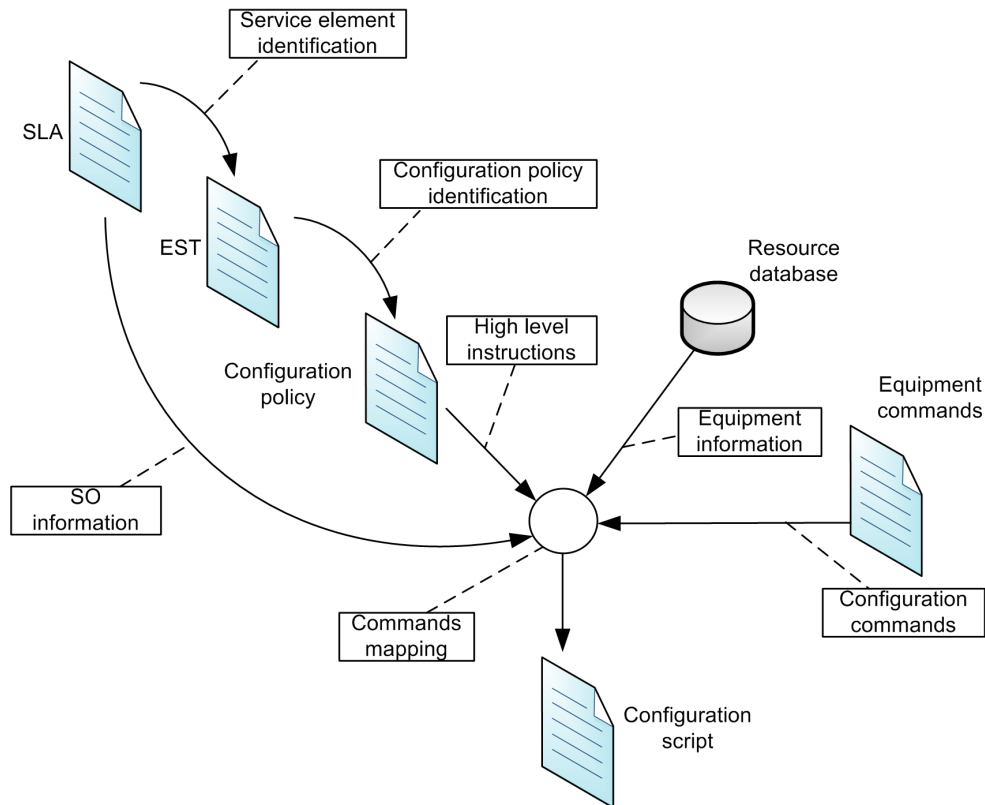 Service element
identification
SLA
Configuration policy
identification
EST
Resource
database
High level
instructions
Configuration
policy
Equipment
commands
Equipment
information
SO
information
Configuration
commands
Commands
mapping
Configuration
script